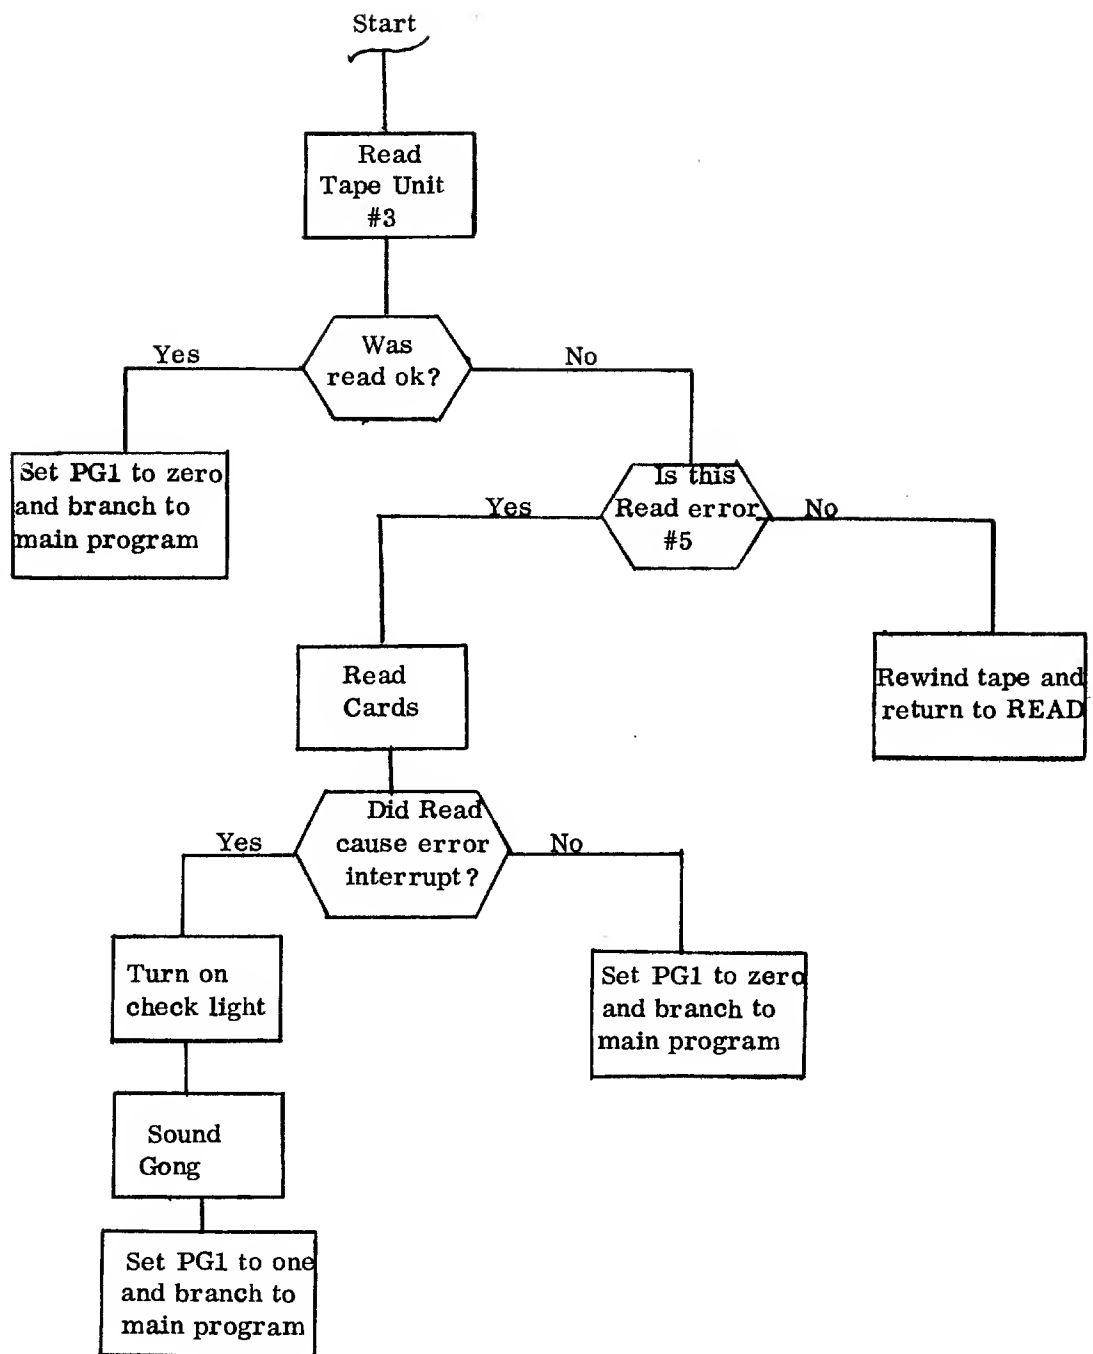 Start
Read
Tape Unit
#3
Was
read ok?
Yes
No
Set PG1 to zero
and branch to
main program
Is this
Read error
#5
Yes
No
Read
Cards
Rewind tape and
return to READ
Did Read
cause error
interrupt?
Yes
No
Turn on
check light
Set PG1 to zero
and branch to
main program
Sound
Gong
Set PG1 to one
and branch to
main program